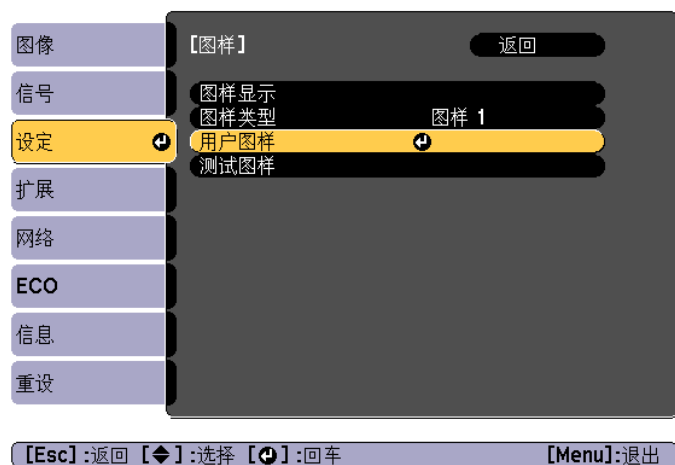 图像
信号
设定
扩展
网络
ECO
信息
重设
【图样】 返回
图样显示
图样类型 图样 1
用户图样
测试图样
[Esc] :返回 [◆] :选择 [⏎] :回车 [Menu]:退出